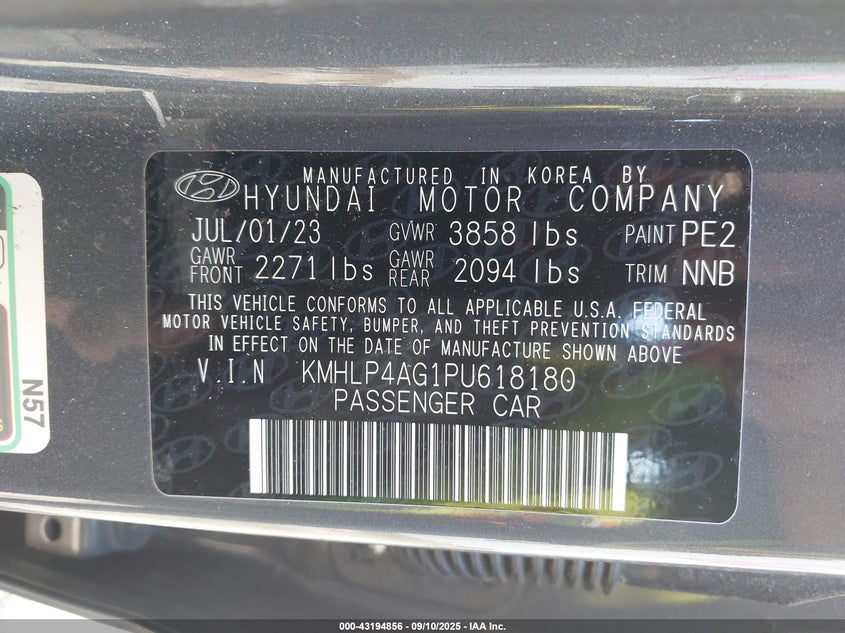 MANUFACTURED IN KOREA BY
HYUNDAI MOTOR COMPANY
JUL/01/23 GVWR 3858 lbs PAINT PE2
GAWR FRONT 2271 lbs GAWR REAR 2094 lbs TRIM NNB
THIS VEHICLE CONFORMS TO ALL APPLICABLE U.S.A. FEDERAL
MOTOR VEHICLE SAFETY, BUMPER, AND THEFT PREVENTION STANDARDS
IN EFFECT ON THE DATE OF MANUFACTURE SHOWN ABOVE
V.I.N KMHLP4AG1PU618180
PASSENGER CAR
N57
000-43194856 - 09/10/2025 - IAA Inc.